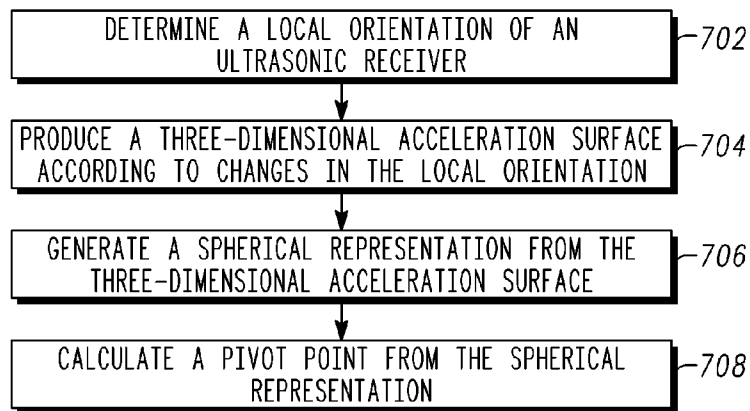 DETERMINE A LOCAL ORIENTATION OF AN
ULTRASONIC RECEIVER
702
PRODUCE A THREE-DIMENSIONAL ACCELERATION SURFACE
ACCORDING TO CHANGES IN THE LOCAL ORIENTATION
704
GENERATE A SPHERICAL REPRESENTATION FROM THE
THREE-DIMENSIONAL ACCELERATION SURFACE
706
CALCULATE A PIVOT POINT FROM THE SPHERICAL
REPRESENTATION
708